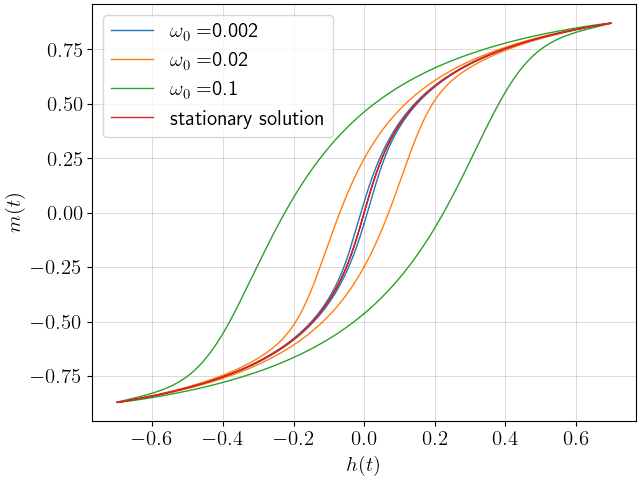 ω₀ =0.002
ω₀ =0.02
ω₀ =0.1
stationary solution
0.75
0.50
0.25
0.00
−0.25
−0.50
−0.75
m(t)
−0.6 −0.4 −0.2 0.0 0.2 0.4 0.6
h(t)